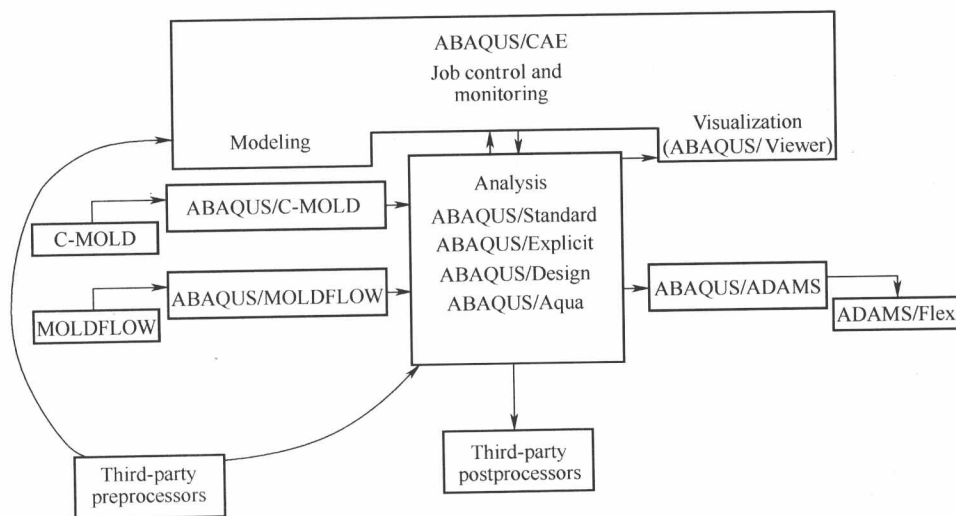 ABAQUS/CAE
Job control and
monitoring
Modeling
Visualization
(ABAQUS/Viewer)
Analysis
ABAQUS/Standard
ABAQUS/Explicit
ABAQUS/Design
ABAQUS/Aqua
ABAQUS/C-MOLD
C-MOLD
ABAQUS/MOLDFLOW
MOLDFLOW
ABAQUS/ADAMS
ADAMS/Flex
Third-party
postprocessors
Third-party
preprocessors